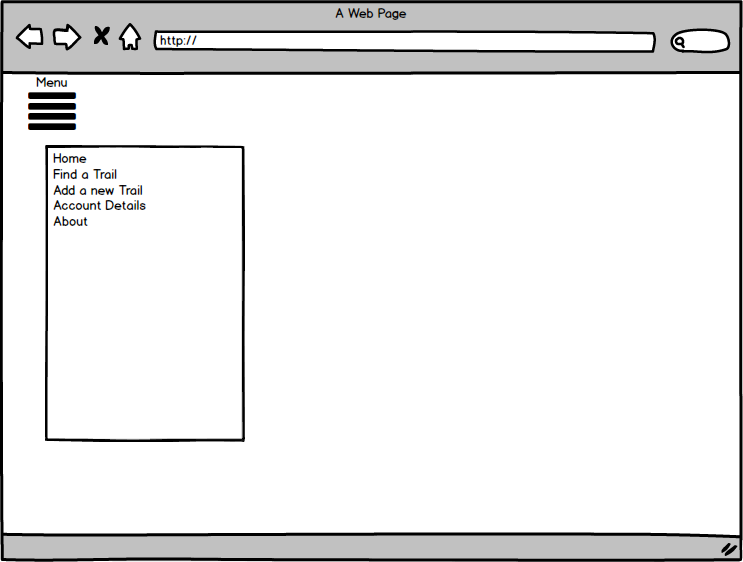 A Web Page
http://
Menu
Home
Find a Trail
Add a new Trail
Account Details
About